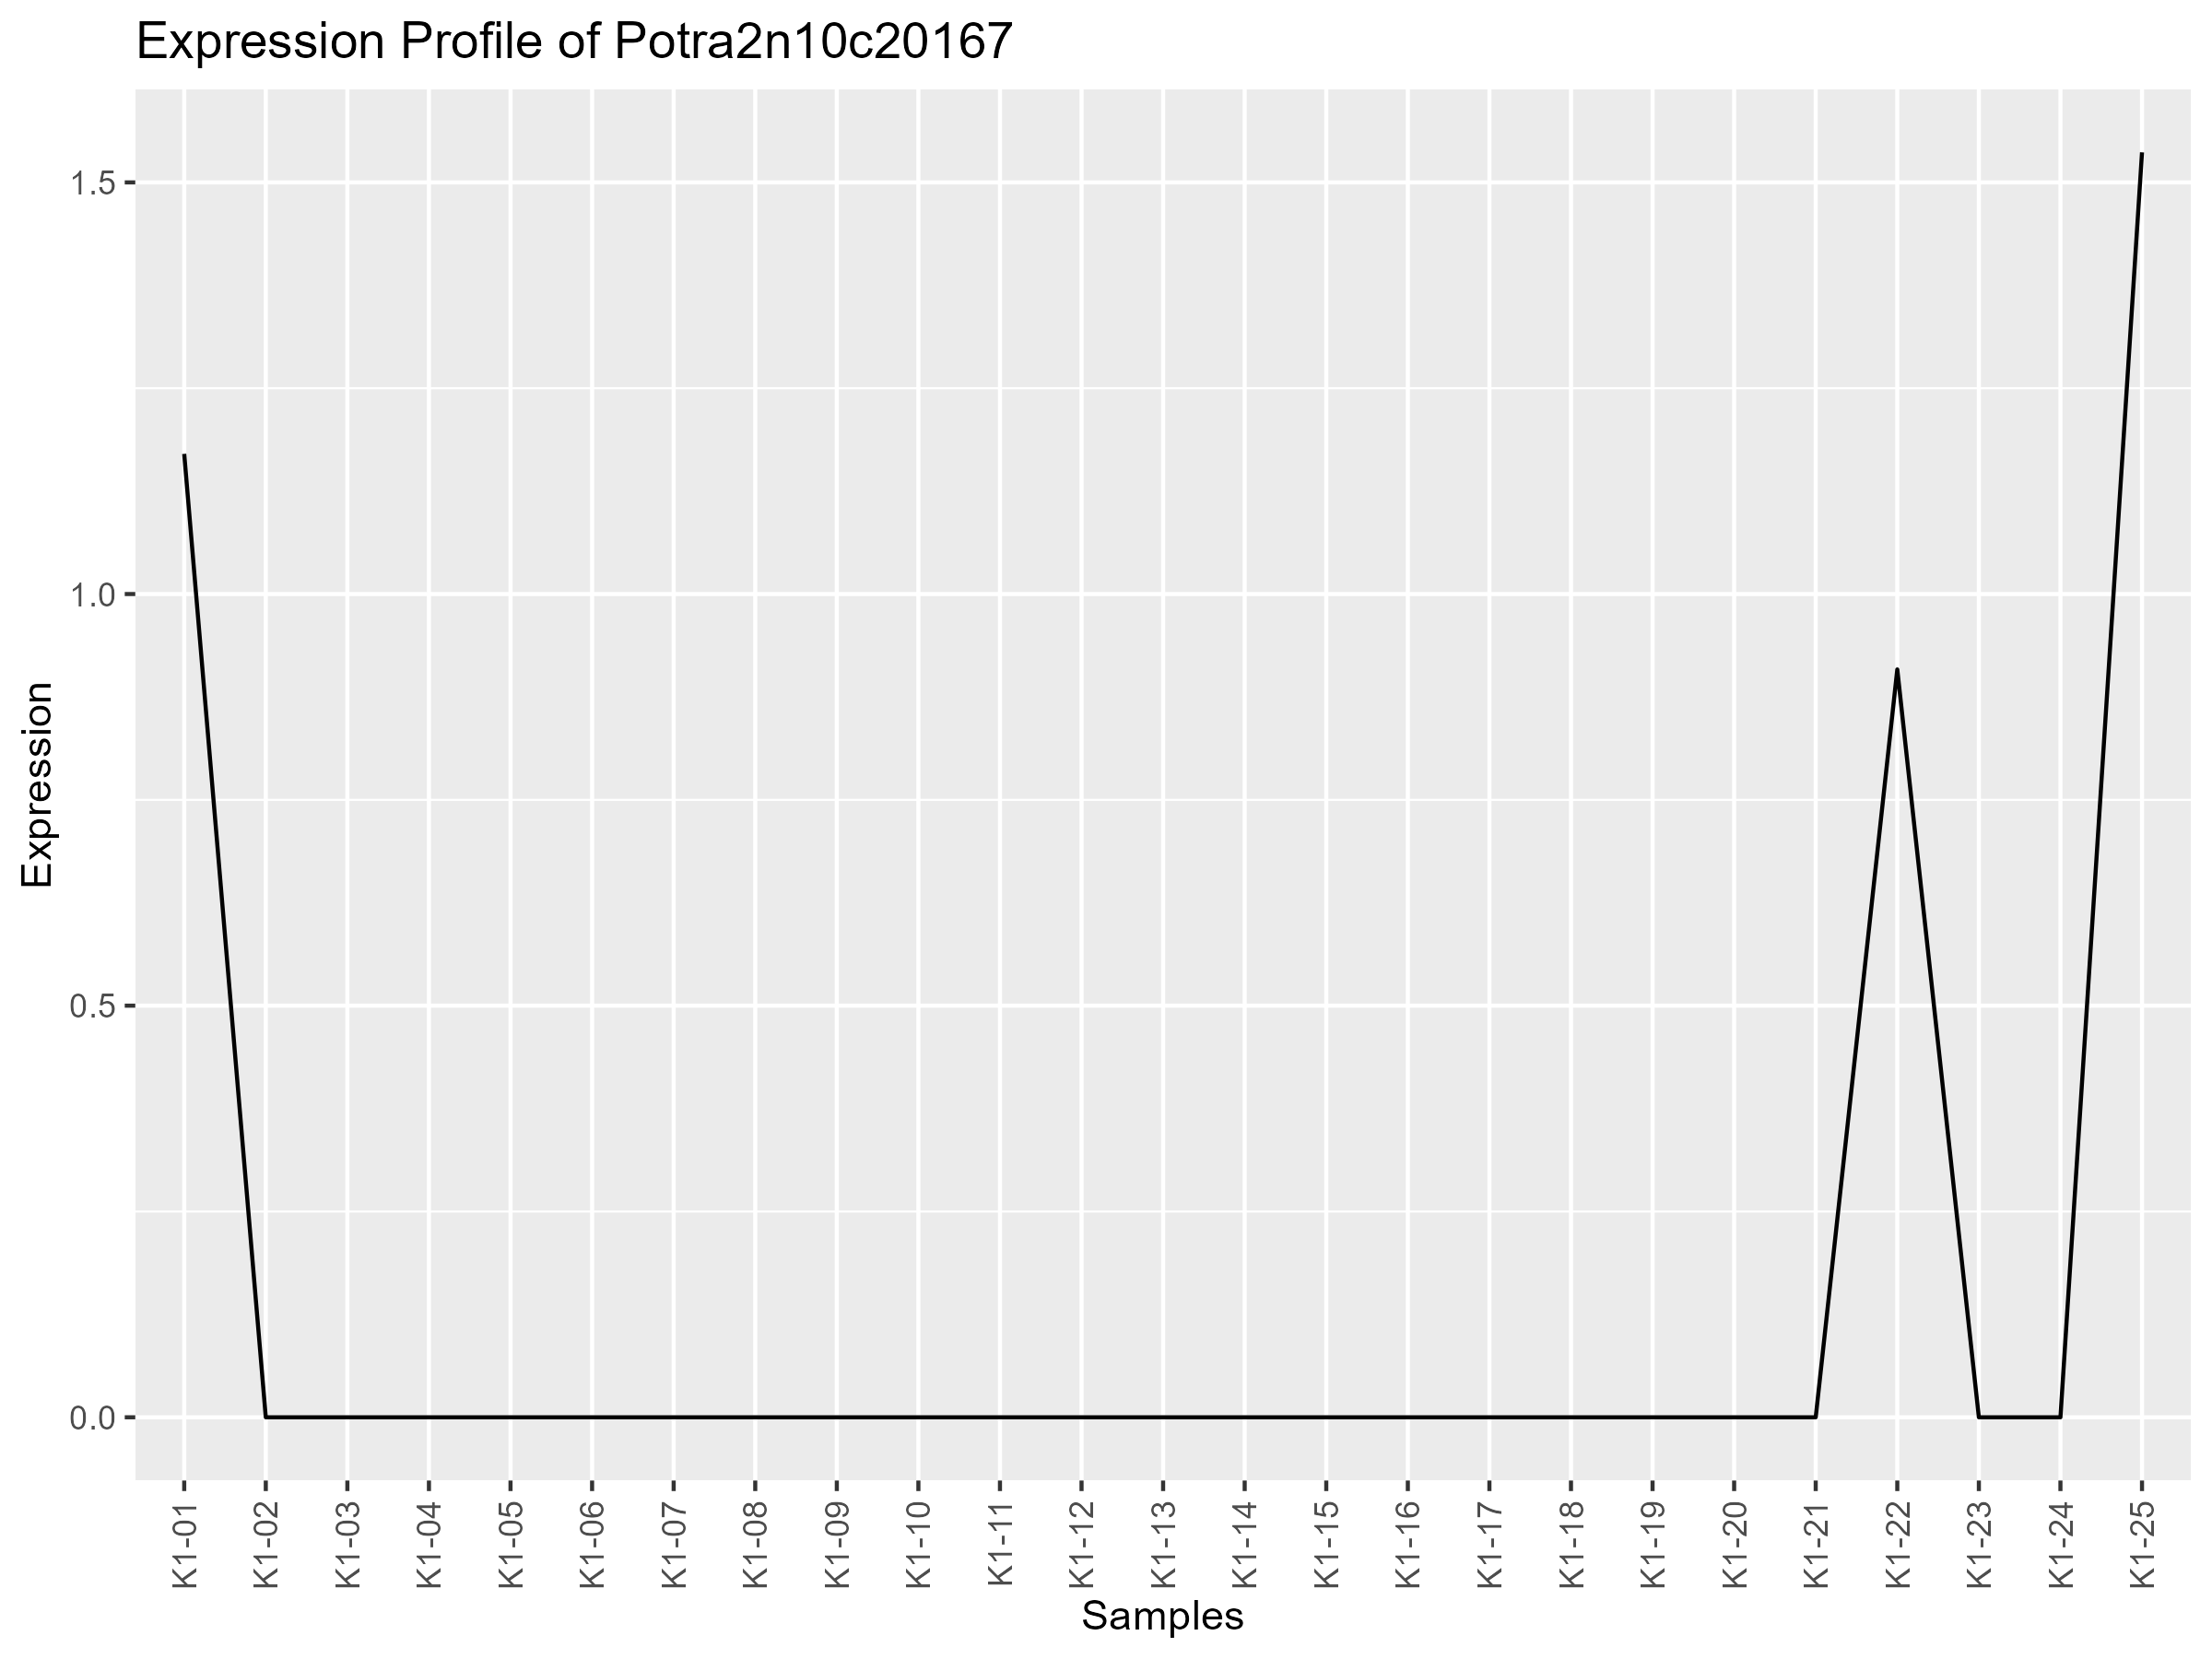 Expression Profile of Potra2n10c20167
Expression
1.5
1.0
0.5
0.0
K1-01
K1-02
K1-03
K1-04
K1-05
K1-06
K1-07
K1-08
K1-09
K1-10
K1-11
K1-12
K1-13
K1-14
K1-15
K1-16
K1-17
K1-18
K1-19
K1-20
K1-21
K1-22
K1-23
K1-24
K1-25
Samples